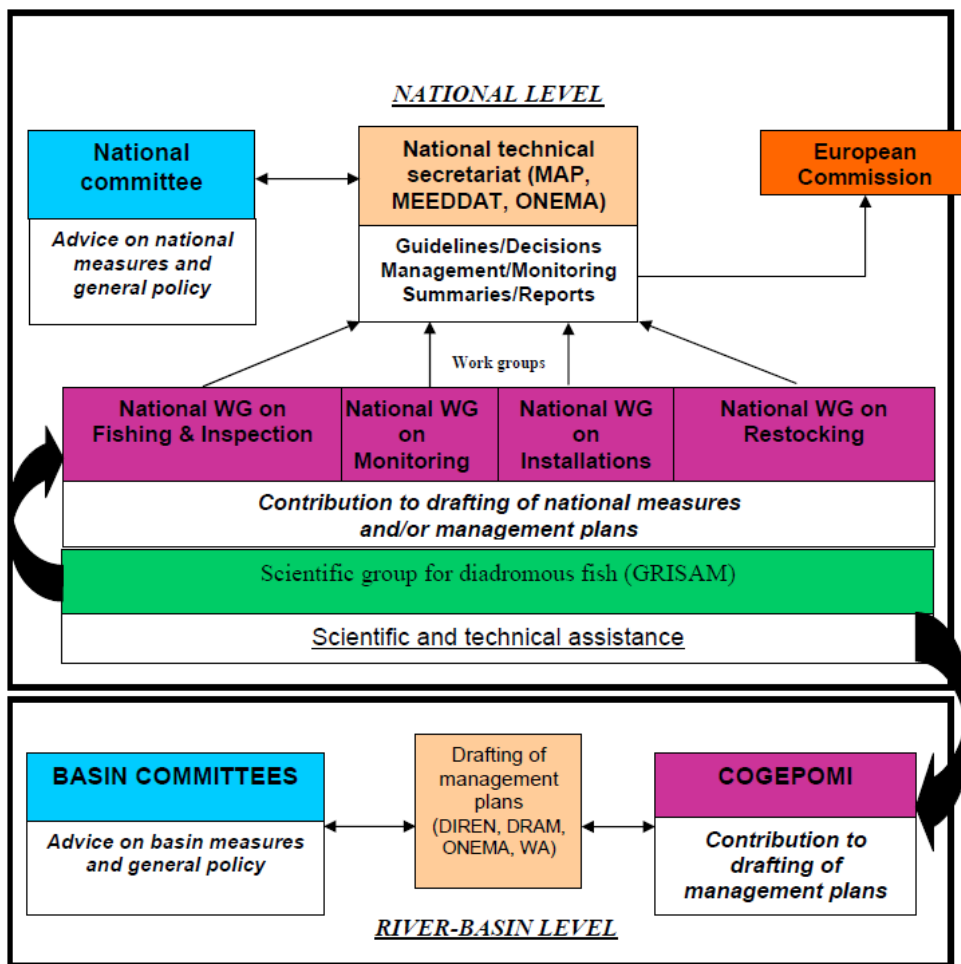 NATIONAL LEVEL
National
committee
Advice on national
measures and
general policy
National technical
secretariat (MAP,
MEEDDAT, ONEMA)
Guidelines/Decisions
Management/Monitoring
Summaries/Reports
European
Commission
Work groups
National WG on
Fishing & Inspection
National WG
on
Monitoring
National WG
on
Installations
National WG on
Restocking
Contribution to drafting of national measures
and/or management plans
Scientific group for diadromous fish (GRISAM)
Scientific and technical assistance
BASIN COMMITTEES
Advice on basin measures
and general policy
Drafting of
management
plans
(DIREN, DRAM,
ONEMA, WA)
COGEPOMI
Contribution to
drafting of
management plans
RIVER-BASIN LEVEL